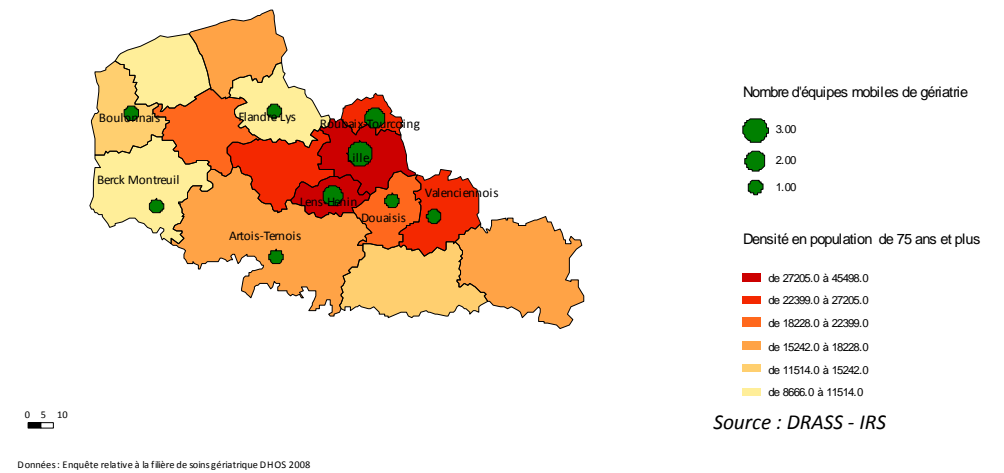 Boulonnais
Flandre Lys
Roubaix-Tourcoing
Lille
Berck Montreuil
Lens-Henin
Valenciennois
Douaisis
Artois-Ternois
Nombre d'équipes mobiles de gériatrie
3.00
2.00
1.00
Densité en population de 75 ans et plus
de 27205.0 à 45498.0
de 22399.0 à 27205.0
de 18228.0 à 22399.0
de 15242.0 à 18228.0
de 11514.0 à 15242.0
de 8666.0 à 11514.0
0 5 10
Source : DRASS - IRS
Données : Enquête relative à la filière de soins gériatrique DHOS 2008